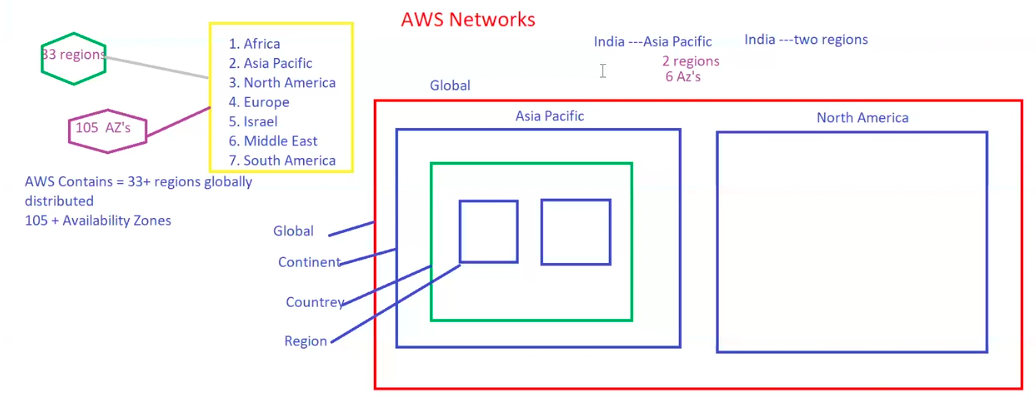 AWS Networks
33 regions
105 AZ's
1. Africa
2. Asia Pacific
3. North America
4. Europe
5. Israel
6. Middle East
7. South America
AWS Contains = 33+ regions globally
distributed
105 + Availability Zones
India ---Asia Pacific
2 regions
6 Az's
India ---two regions
Global
Asia Pacific
North America
Global
Continent
Countrey
Region